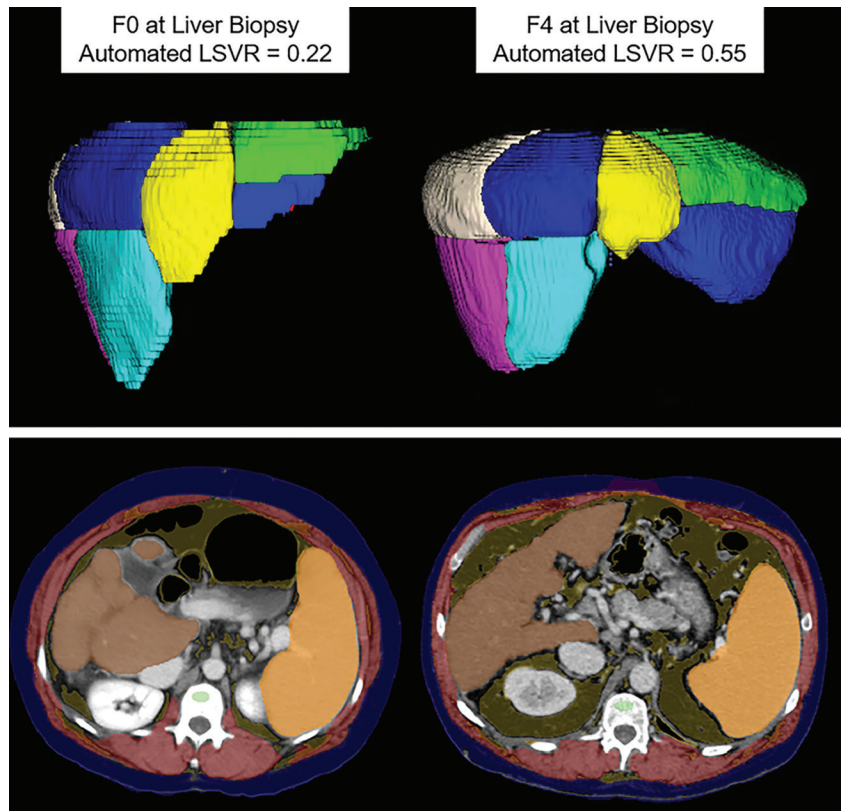 F0 at Liver Biopsy
Automated LSVR = 0.22
F4 at Liver Biopsy
Automated LSVR = 0.55